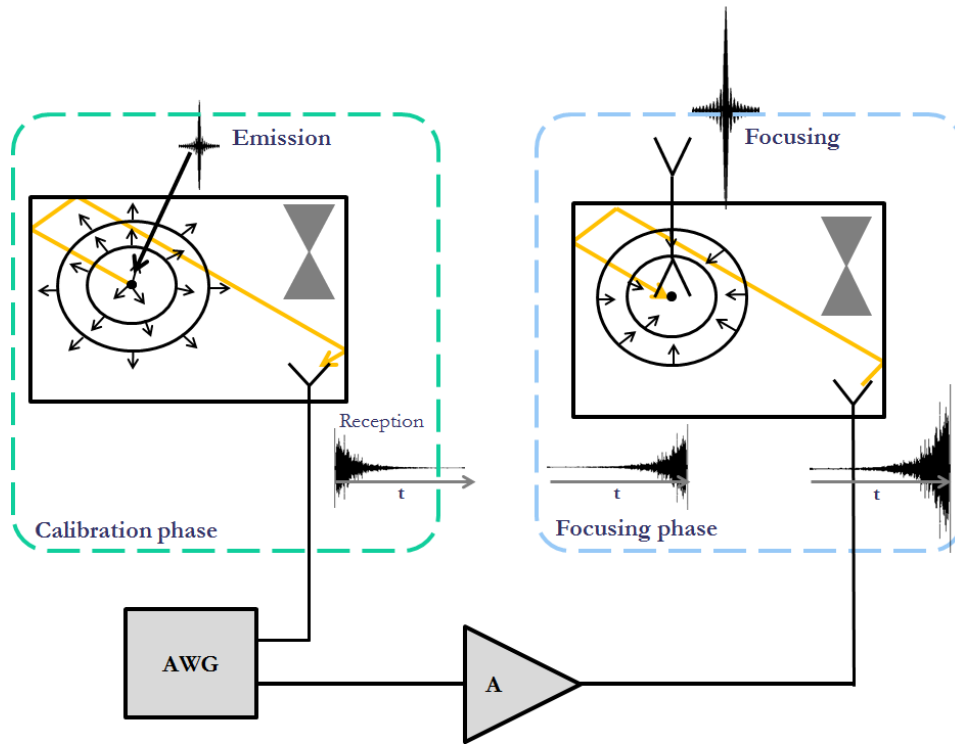 Emission
Reception
t
Calibration phase
Focusing
t
t
Focusing phase
AWG
A